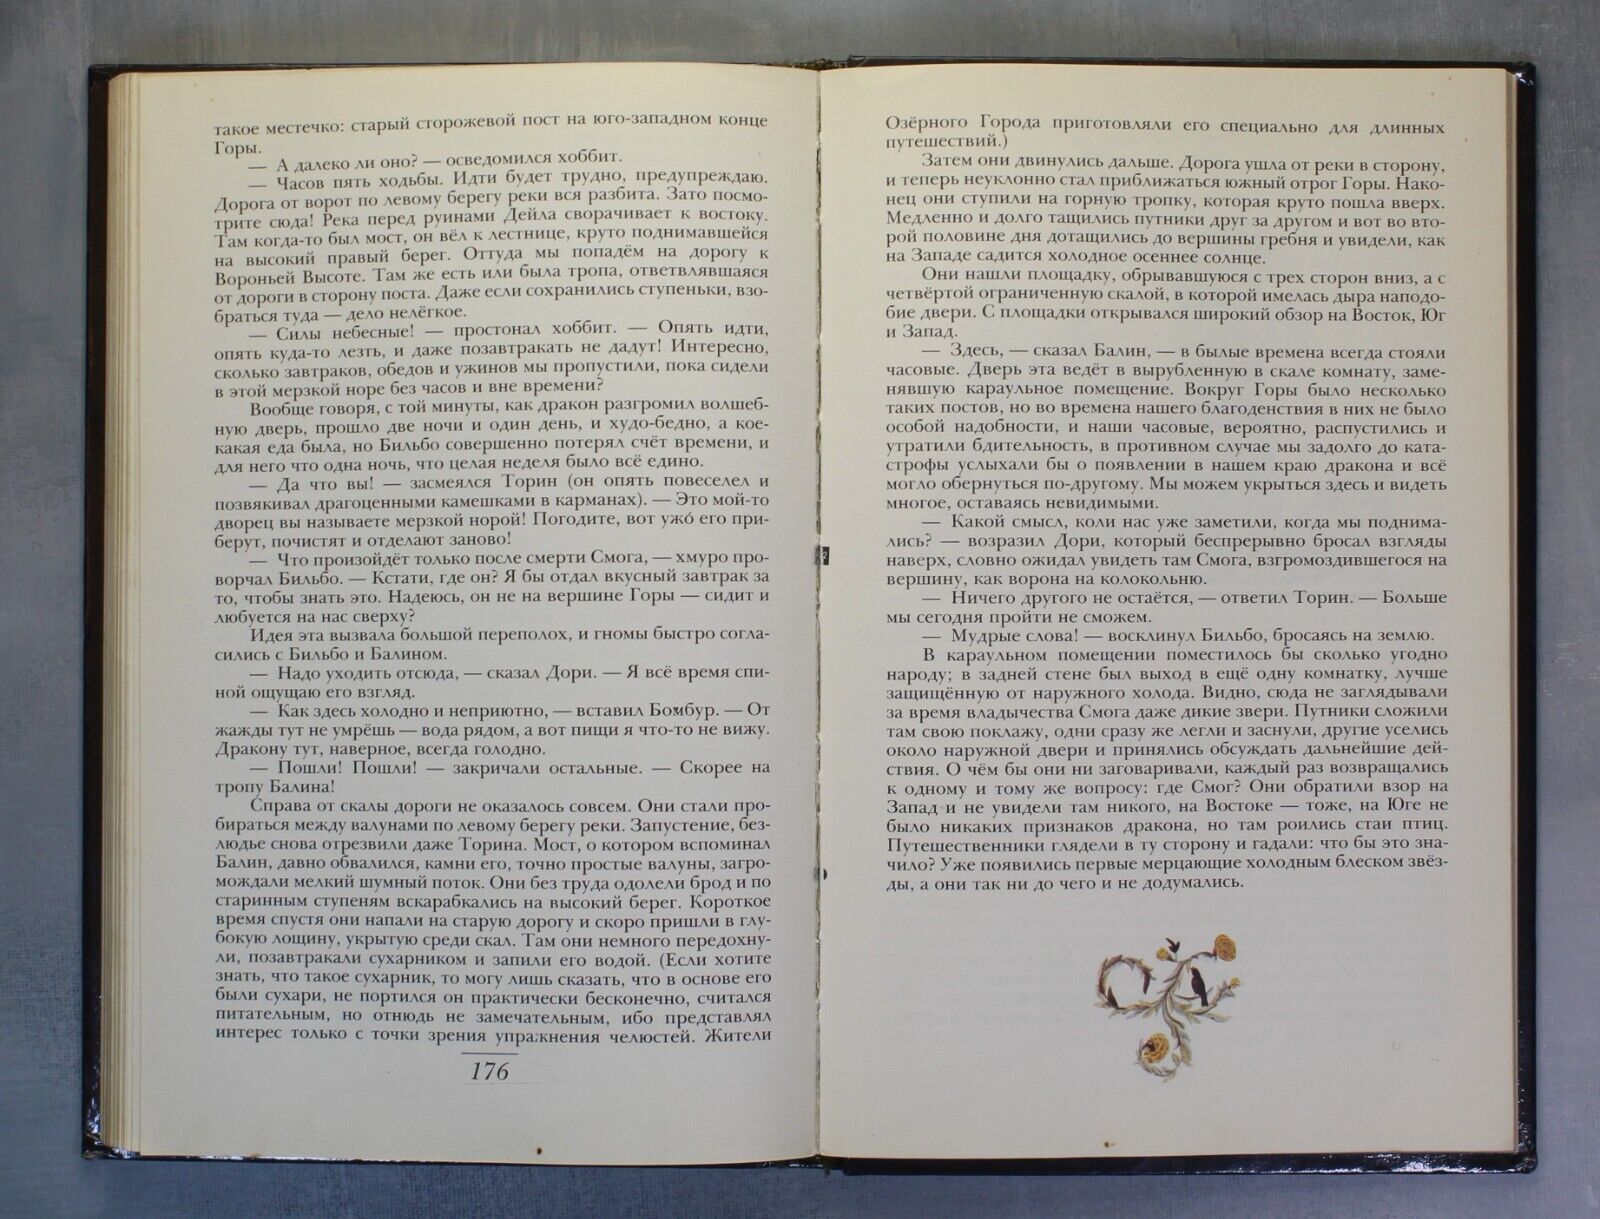 такое местечко: старый сторожевой пост на юго-западном конце
Горы.
— А далеко ли оно? — осведомился хоббит.
— Часов пять ходьбы. Идти будет трудно, предупреждаю.
Дорога от ворот по левому берегу реки вся разбита. Зато посмо-
трите сюда! Река перед руинами Дейла сворачивает к востоку.
Там когда-то был мост, он вёл к лестнице, круто поднимавшейся
на высокий правый берег. Оттуда мы попадём на дорогу к
Вороньей Высоте. Там же есть или была тропа, ответвлявшаяся
от дороги в сторону поста. Даже если сохранились ступеньки, взо-
браться туда — дело нелёгкое.
— Силы небесные! — простонал хоббит. — Опять идти,
опять куда-то лезть, и даже позавтракать не дадут! Интересно,
сколько завтраков, обедов и ужинов мы пропустили, пока сидели
в этой мерзкой норе без часов и вне времени?
Вообще говоря, с той минуты, как дракон разгромил волшеб-
ную дверь, прошло две ночи и один день, и худо-бедно, а кое-
какая еда была, но Бильбо совершенно потерял счёт времени, и
для него что одна ночь, что целая неделя было всё едино.
— Да что вы! — засмеялся Торин (он опять повеселел и
позвякивал драгоценными камешками в карманах). — Это мой-то
дворец вы называете мерзкой норой! Погодите, вот ужо́ его при-
берут, почистят и отделают заново!
— Что произойдёт только после смерти Смога, — хмуро про-
ворчал Бильбо. — Кстати, где он? Я бы отдал вкусный завтрак за
то, чтобы знать это. Надеюсь, он не на вершине Горы — сидит и
любуется на нас сверху?
Идея эта вызвала большой переполох, и гномы быстро согла-
сились с Бильбо и Балином.
— Надо уходить отсюда, — сказал Дори. — Я всё время спи-
ной ощущаю его взгляд.
— Как здесь холодно и неприютно, — вставил Бомбур. — От
жажды тут не умрёшь — вода рядом, а вот пищи я что-то не вижу.
Дракону тут, наверное, всегда голодно.
— Пошли! Пошли! — закричали остальные. — Скорее на
тропу Балина!
Справа от скалы дороги не оказалось совсем. Они стали про-
бираться между валунами по левому берегу реки. Запустение, без-
людье снова отрезвили даже Торина. Мост, о котором вспоминал
Балин, давно обвалился, камни его, точно простые валуны, загро-
мождали мелкий шумный поток. Они без труда одолели брод и по
старинным ступеням вскарабкались на высокий берег. Короткое
время спустя они напали на старую дорогу и скоро пришли в глу-
бокую лощину, укрытую среди скал. Там они немного передохну-
ли, позавтракали сухарником и запили его водой. (Если хотите
знать, что такое сухарник, то могу лишь сказать, что в основе его
были сухари, не портился он практически бесконечно, считался
питательным, но отнюдь не замечательным, ибо представлял
интерес только с точки зрения упражнения челюстей. Жители
176
Озёрного Города приготовляли его специально для длинных
путешествий.)
Затем они двинулись дальше. Дорога ушла от реки в сторону,
и теперь неуклонно стал приближаться южный отрог Горы. Нако-
нец они ступили на горную тропку, которая круто пошла вверх.
Медленно и долго тащились путники друг за другом и вот во вто-
рой половине дня дотащились до вершины гребня и увидели, как
на Западе садится холодное осеннее солнце.
Они нашли площадку, обрывавшуюся с трех сторон вниз, а с
четвёртой ограниченную скалой, в которой имелась дыра наподо-
бие двери. С площадки открывался широкий обзор на Восток, Юг
и Запад.
— Здесь, — сказал Балин, — в былые времена всегда стояли
часовые. Дверь эта ведёт в вырубленную в скале комнату, заме-
нявшую караульное помещение. Вокруг Горы было несколько
таких постов, но во времена нашего благоденствия в них не было
особой надобности, и наши часовые, вероятно, распустились и
утратили бдительность, в противном случае мы задолго до ката-
строфы услыхали бы о появлении в нашем краю дракона и всё
могло обернуться по-другому. Мы можем укрыться здесь и видеть
многое, оставаясь невидимыми.
— Какой смысл, коли нас уже заметили, когда мы поднима-
лись? — возразил Дори, который беспрерывно бросал взгляды
наверх, словно ожидал увидеть там Смога, взгромоздившегося на
вершину, как ворона на колокольню.
— Ничего другого не остаётся, — ответил Торин. — Больше
мы сегодня пройти не сможем.
— Мудрые слова! — восклинул Бильбо, бросаясь на землю.
В караульном помещении поместилось бы сколько угодно
народу; в задней стене был выход в ещё одну комнатку, лучше
защищённую от наружного холода. Видно, сюда не заглядывали
за время владычества Смога даже дикие звери. Путники сложили
там свою поклажу, одни сразу же легли и заснули, другие уселись
около наружной двери и принялись обсуждать дальнейшие дей-
ствия. О чём бы они ни заговаривали, каждый раз возвращались
к одному и тому же вопросу: где Смог? Они обратили взор на
Запад и не увидели там никого, на Востоке — тоже, на Юге не
было никаких признаков дракона, но там роились стаи птиц.
Путешественники глядели в ту сторону и гадали: что бы это зна-
чило? Уже появились первые мерцающие холодным блеском звёз-
ды, а они так ни до чего и не додумались.